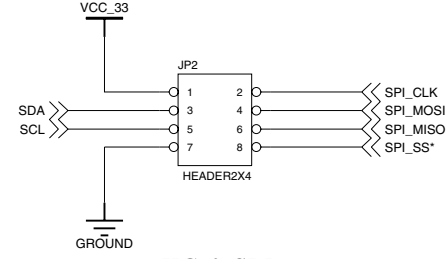 VCC_33
JP2
1 2 SPI_CLK
SDA 3 4 SPI_MOSI
SCL 5 6 SPI_MISO
7 8 SPI_SS*
HEADER2X4
GROUND